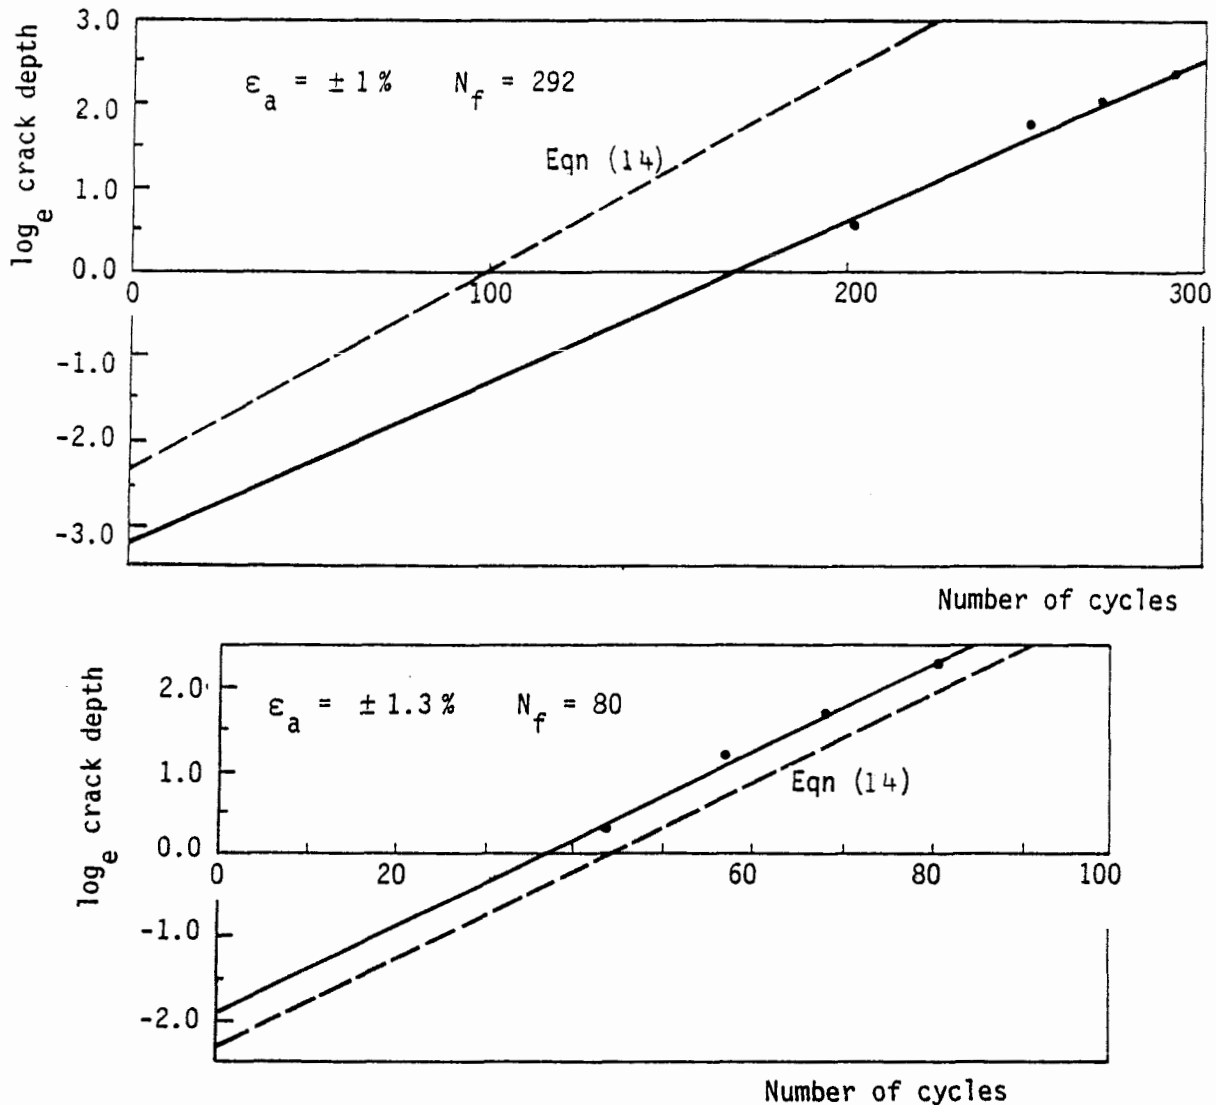 3.0
2.0
1.0
0.0
-1.0
-2.0
-3.0
log_e crack depth
ε_a = ± 1% N_f = 292
Eqn (14)
0 100 200 300
Number of cycles
2.0
1.0
0.0
-1.0
-2.0
log_e crack depth
ε_a = ± 1.3% N_f = 80
Eqn (14)
0 20 60 80 100
Number of cycles